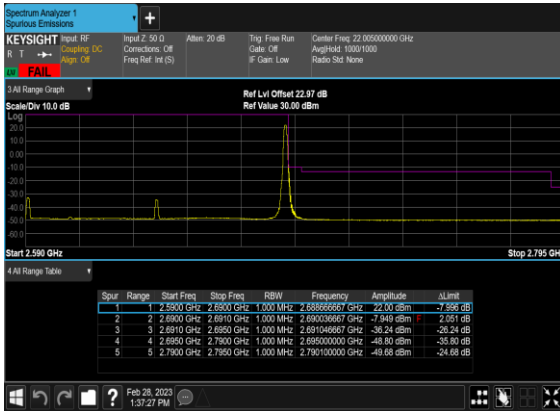 Spectrum Analyzer 1
Spurious Emissions
KEYSIGHT Input: RF Input Z: 50 Ω Atten: 20 dB Trig: Free Run Center Freq: 22.005000000 GHz
R T Coupling: DC Corrections: Off Gate: Off Avg|Hold: 1000/1000
Align: Off Freq Ref: Int (S) IF Gain: Low Radio Std: None
FAIL
3 All Range Graph
Ref Lvl Offset 22.97 dB
Scale/Div 10.0 dB Ref Value 30.00 dBm
Log
20.0
10.0
0.00
-10.0
-20.0
-30.0
-40.0
-50.0
-60.0
Start 2.590 GHz Stop 2.795 GH
4 All Range Table
Spur Range Start Freq Stop Freq RBW Frequency Amplitude ΔLimit
1 1 2.5900 GHz 2.6900 GHz 1.000 MHz 2.688666667 GHz 22.00 dBm -7.996 dB
2 2 2.6900 GHz 2.6910 GHz 1.000 MHz 2.690036667 GHz -7.949 dBm F 2.051 dB
3 3 2.6910 GHz 2.6950 GHz 1.000 MHz 2.691046667 GHz -36.24 dBm -26.24 dB
4 4 2.6950 GHz 2.7900 GHz 1.000 MHz 2.695000000 GHz -48.80 dBm -35.80 dB
5 5 2.7900 GHz 2.7950 GHz 1.000 MHz 2.790100000 GHz -49.68 dBm -24.68 dB
Feb 28, 2023
1:37:27 PM